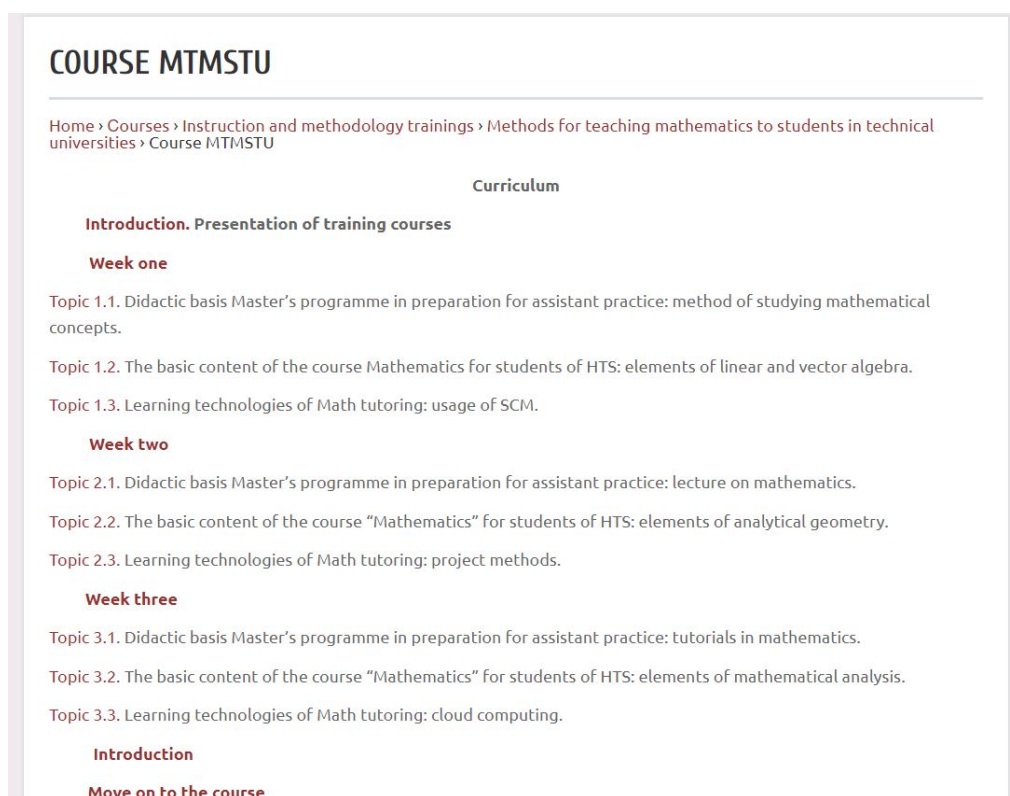 COURSE MTMSTU
Home › Courses › Instruction and methodology trainings › Methods for teaching mathematics to students in technical
universities › Course MTMSTU
Curriculum
Introduction. Presentation of training courses
Week one
Topic 1.1. Didactic basis Master’s programme in preparation for assistant practice: method of studying mathematical
concepts.
Topic 1.2. The basic content of the course Mathematics for students of HTS: elements of linear and vector algebra.
Topic 1.3. Learning technologies of Math tutoring: usage of SCM.
Week two
Topic 2.1. Didactic basis Master’s programme in preparation for assistant practice: lecture on mathematics.
Topic 2.2. The basic content of the course “Mathematics” for students of HTS: elements of analytical geometry.
Topic 2.3. Learning technologies of Math tutoring: project methods.
Week three
Topic 3.1. Didactic basis Master’s programme in preparation for assistant practice: tutorials in mathematics.
Topic 3.2. The basic content of the course “Mathematics” for students of HTS: elements of mathematical analysis.
Topic 3.3. Learning technologies of Math tutoring: cloud computing.
Introduction
Move on to the course